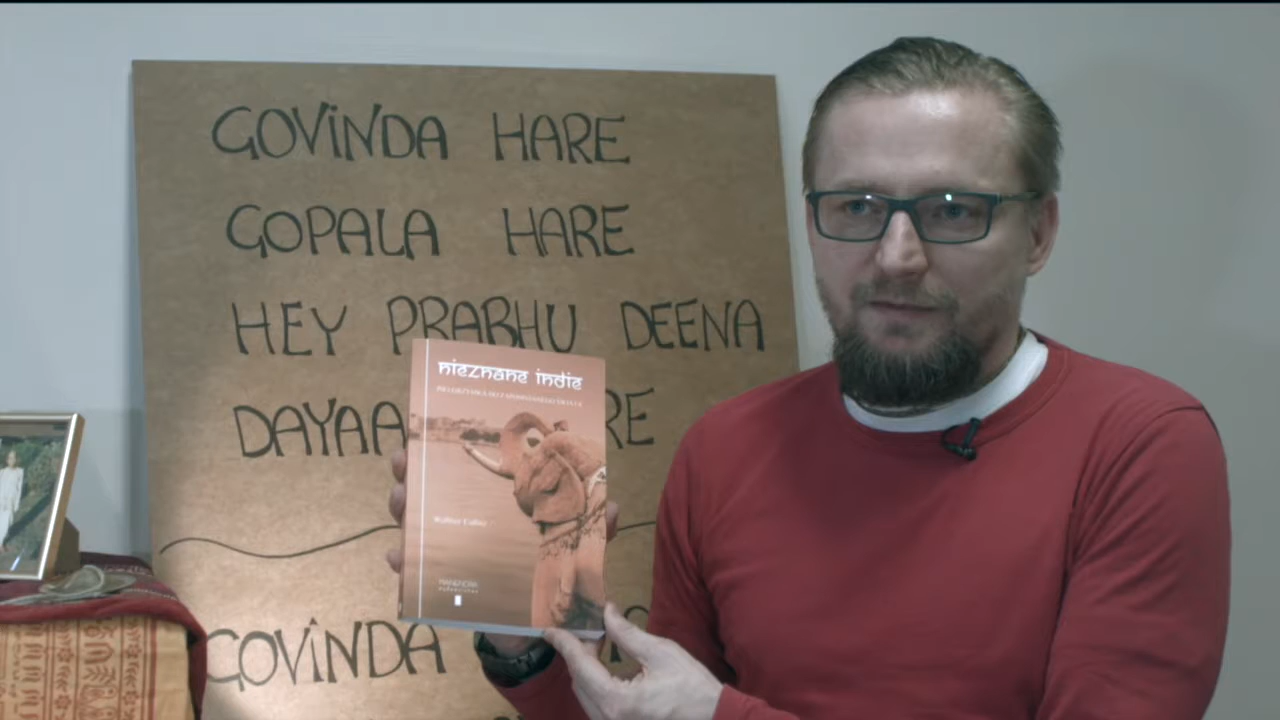 GOVINDA HARE
GOPALA HARE
HEY PRABHU DEENA
DAYAA RE
GOVINDA
nieznane indie